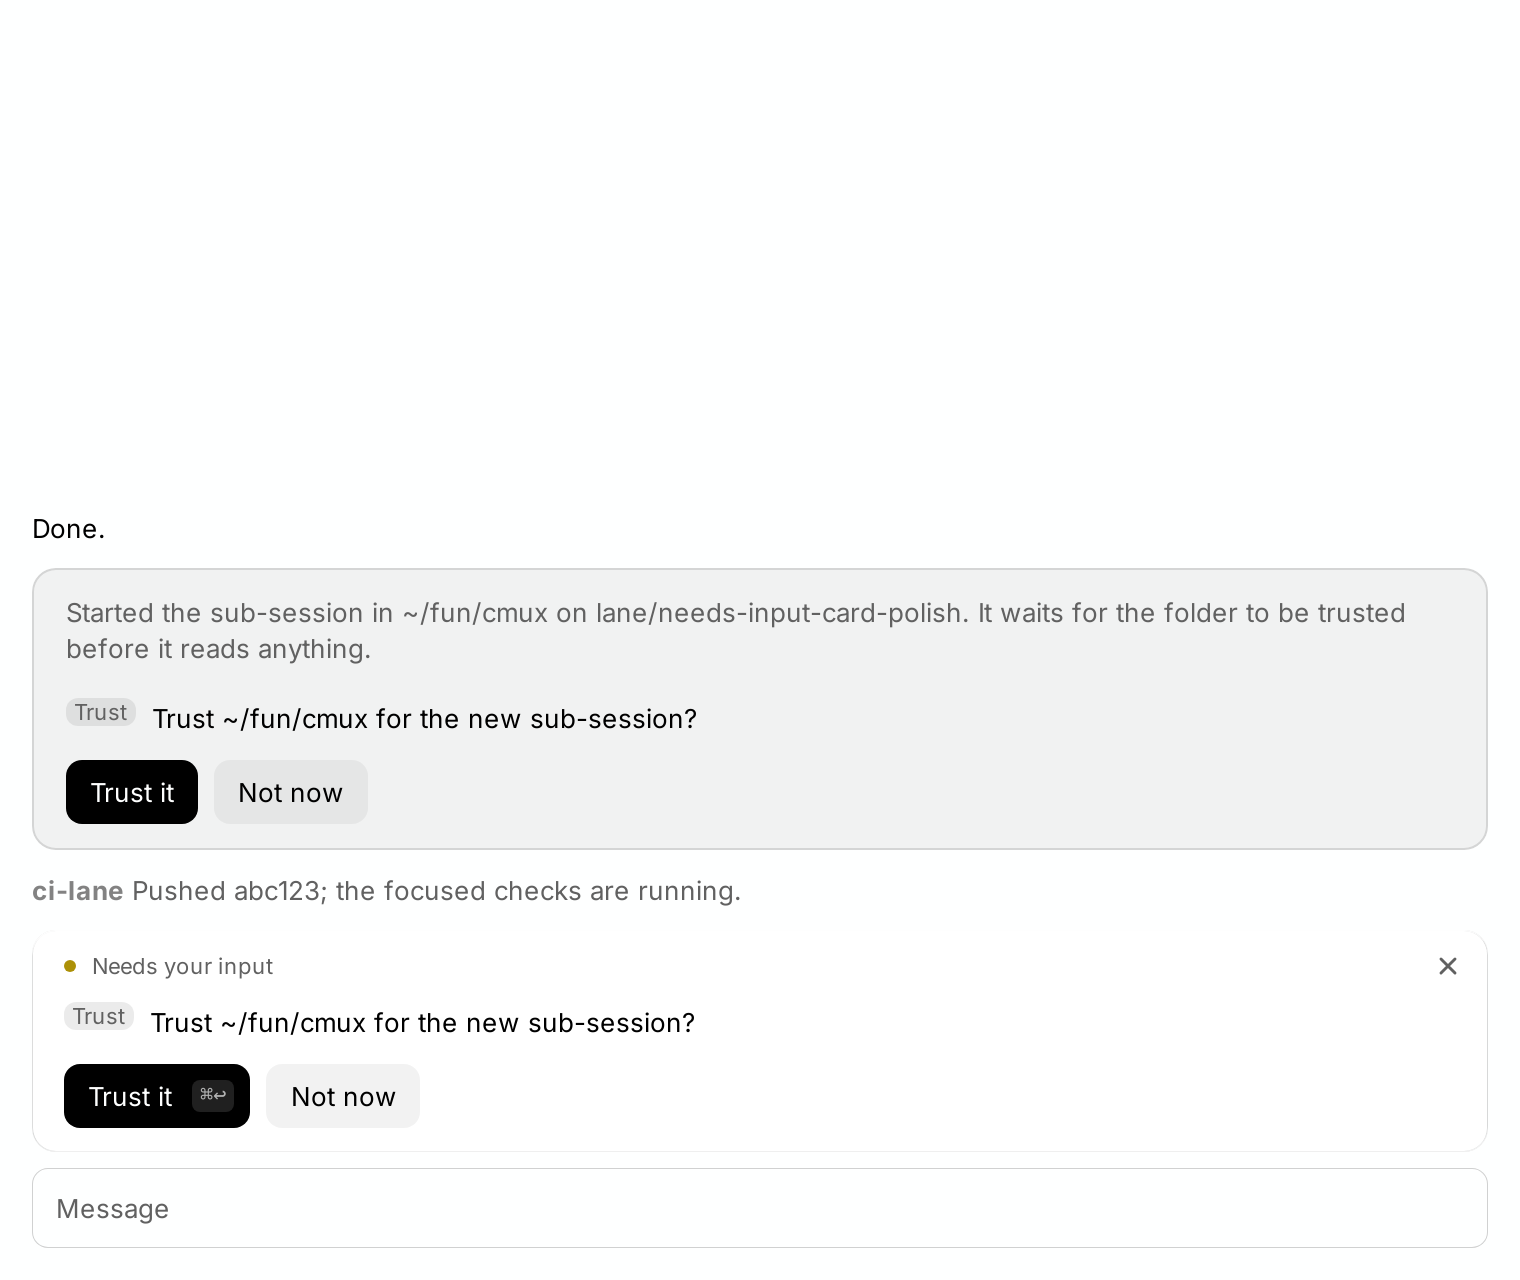 Done.
Started the sub-session in ~/fun/cmux on lane/needs-input-card-polish. It waits for the folder to be trusted
before it reads anything.
Trust Trust ~/fun/cmux for the new sub-session?
Trust it Not now
ci-lane Pushed abc123; the focused checks are running.
Needs your input
Trust Trust ~/fun/cmux for the new sub-session?
Trust it ⌘↩ Not now
Message